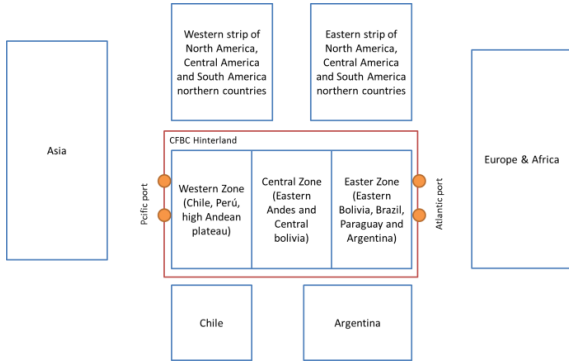 Western strip of
North America,
Central America
and South America
northern countries
Eastern strip of
North America,
Central America
and South America
northern countries
Asia
CFBC Hinterland
Europe & Africa
Pcific port
Western Zone
(Chile, Perú,
high Andean
plateau)
Central Zone
(Eastern
Andes and
Central
bolivia)
Easter Zone
(Eastern
Bolivia, Brazil,
Paraguay and
Argentina)
Atlantic port
Chile
Argentina